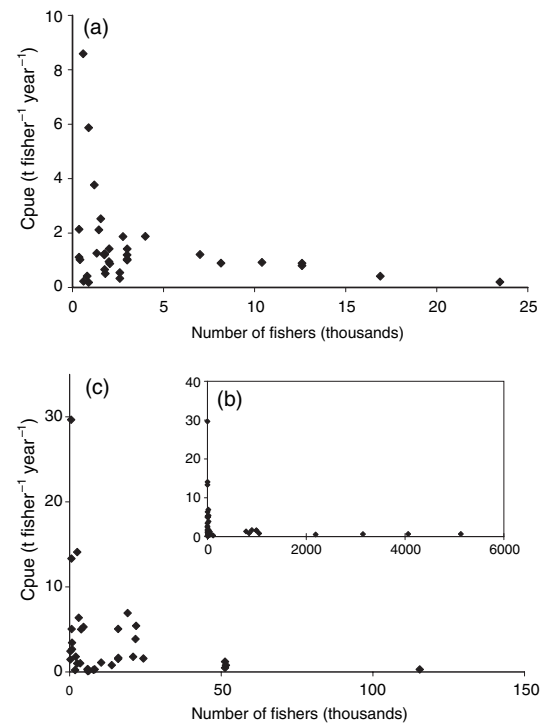 (a)
10
8
6
4
2
0
Cpue (t fisher⁻¹ year⁻¹)
0 5 10 15 20 25
Number of fishers (thousands)
(c)
30
20
10
0
Cpue (t fisher⁻¹ year⁻¹)
(b)
40
30
20
10
0
0 2000 4000 6000
0 50 100 150
Number of fishers (thousands)